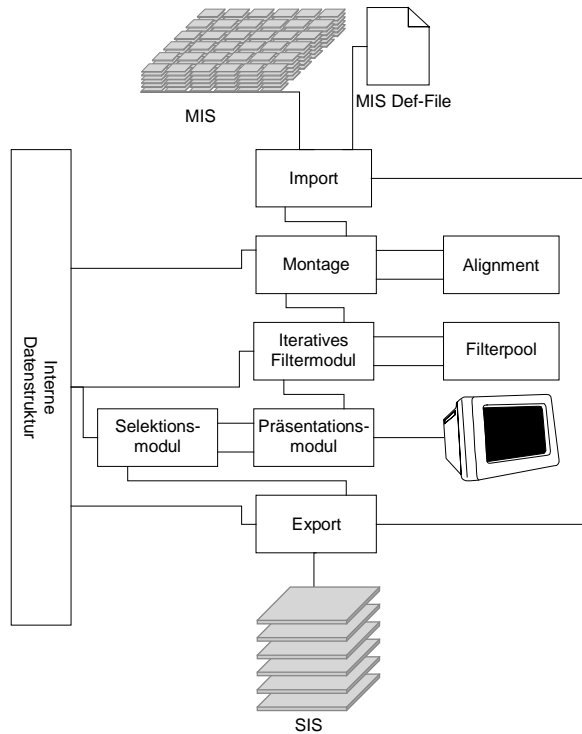 MIS
MIS Def-File
Import
Montage
Alignment
Interne
Datenstruktur
Iteratives
Filtermodul
Filterpool
Selektions-
modul
Präsentations-
modul
Export
SIS